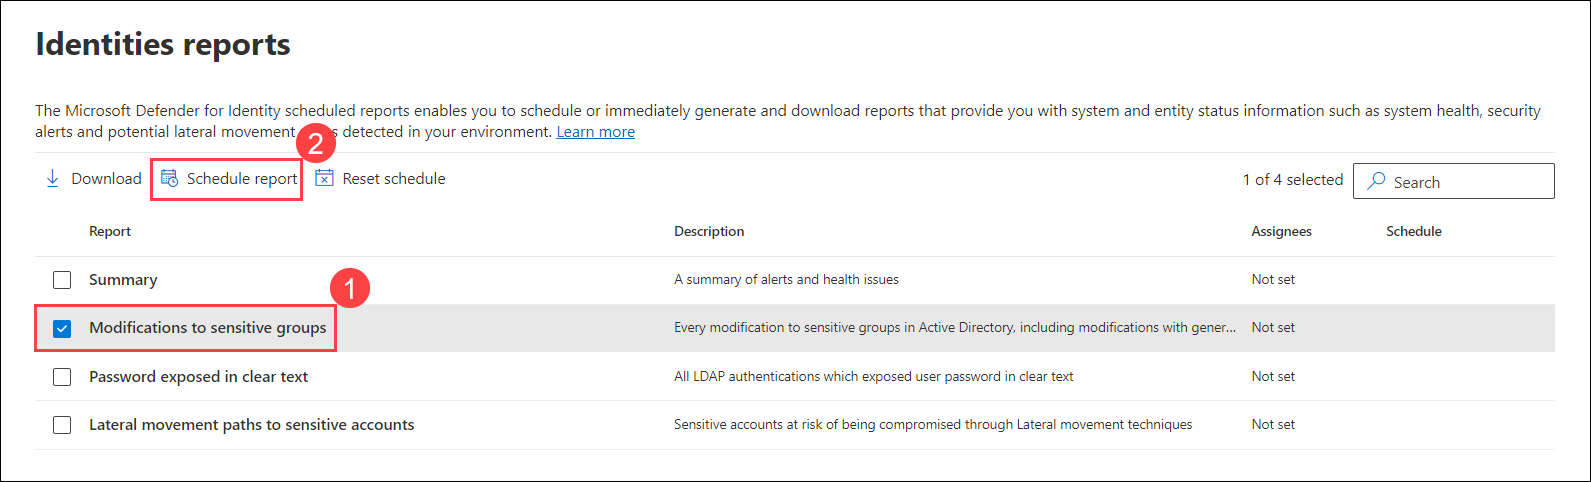 Identities reports
The Microsoft Defender for Identity scheduled reports enables you to schedule or immediately generate and download reports that provide you with system and entity status information such as system health, security
alerts and potential lateral movement s detected in your environment. Learn more
2
Download Schedule report Reset schedule 1 of 4 selected Search
Report Description Assignees Schedule
Summary A summary of alerts and health issues Not set
1
Modifications to sensitive groups Every modification to sensitive groups in Active Directory, including modifications with gener... Not set
Password exposed in clear text All LDAP authentications which exposed user password in clear text Not set
Lateral movement paths to sensitive accounts Sensitive accounts at risk of being compromised through Lateral movement techniques Not set